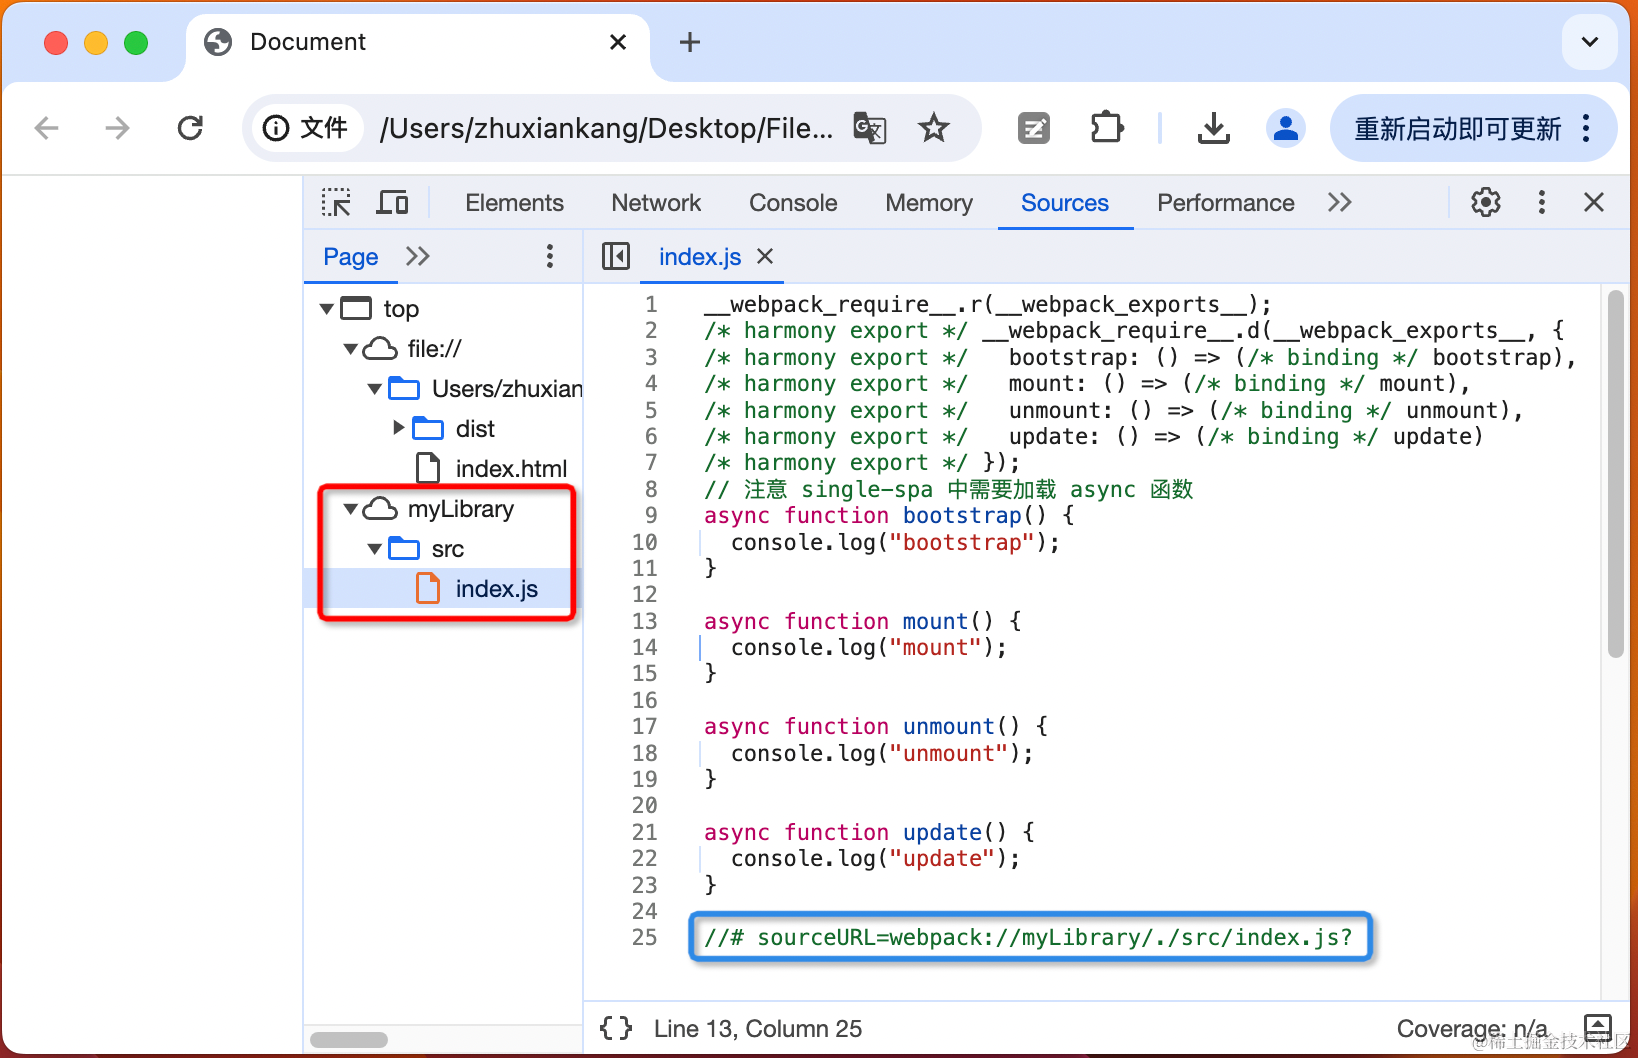 Document
文件 /Users/zhuxiankang/Desktop/File... 重新启动即可更新
Elements Network Console Memory Sources Performance
Page
index.js
top
file://
Users/zhuxian
dist
index.html
myLibrary
src
index.js
1 __webpack_require__.r(__webpack_exports__);
2 /* harmony export */ __webpack_require__.d(__webpack_exports__, {
3 /* harmony export */   bootstrap: () => (/* binding */ bootstrap),
4 /* harmony export */   mount: () => (/* binding */ mount),
5 /* harmony export */   unmount: () => (/* binding */ unmount),
6 /* harmony export */   update: () => (/* binding */ update)
7 /* harmony export */ });
8 // 注意 single-spa 中需要加载 async 函数
9 async function bootstrap() {
10   console.log("bootstrap");
11 }
12
13 async function mount() {
14   console.log("mount");
15 }
16
17 async function unmount() {
18   console.log("unmount");
19 }
20
21 async function update() {
22   console.log("update");
23 }
24
25 //# sourceURL=webpack://myLibrary/./src/index.js?
{} Line 13, Column 25
Coverage: n/a
@稀土掘金技术社区